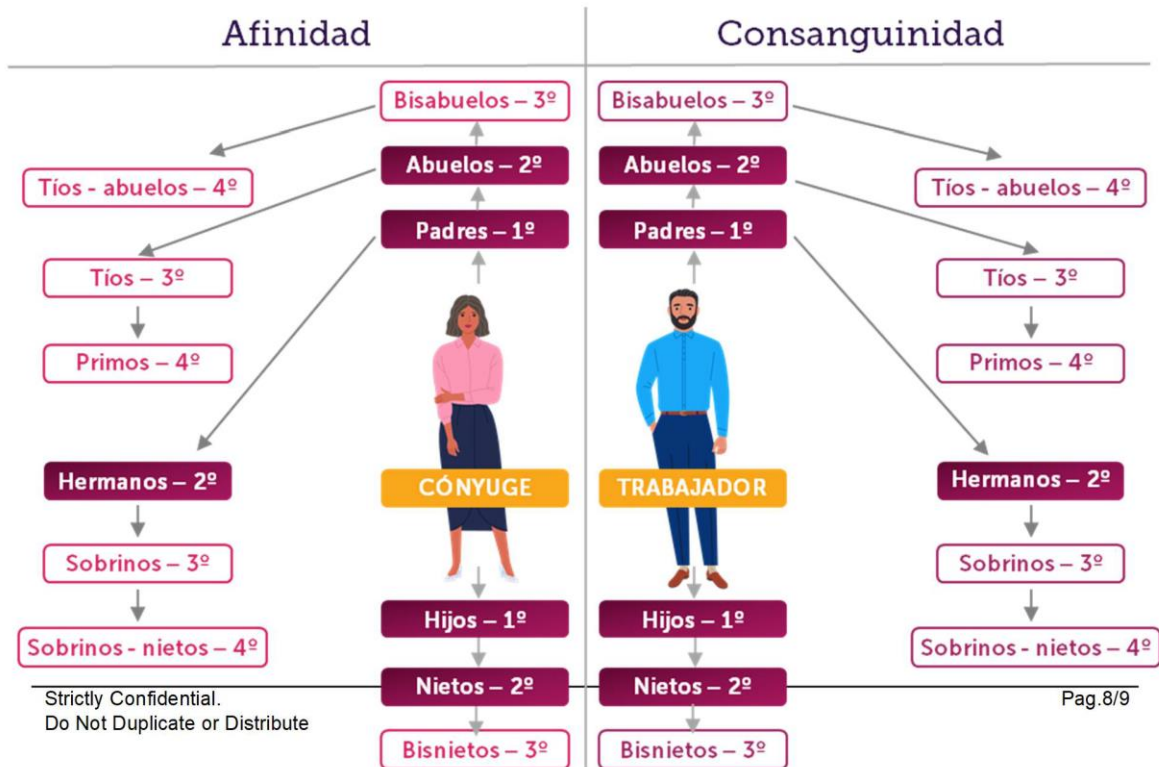 Afinidad
Consanguinidad
Bisabuelos – 3º
Bisabuelos – 3º
Abuelos – 2º
Abuelos – 2º
Tíos - abuelos – 4º
Tíos - abuelos – 4º
Padres – 1º
Padres – 1º
Tíos – 3º
Tíos – 3º
Primos – 4º
Primos – 4º
Hermanos – 2º
CÓNYUGE
TRABAJADOR
Hermanos – 2º
Sobrinos – 3º
Sobrinos – 3º
Hijos – 1º
Hijos – 1º
Sobrinos - nietos – 4º
Sobrinos - nietos – 4º
Nietos – 2º
Nietos – 2º
Strictly Confidential.
Pag.8/9
Do Not Duplicate or Distribute
Bisnietos – 3º
Bisnietos – 3º